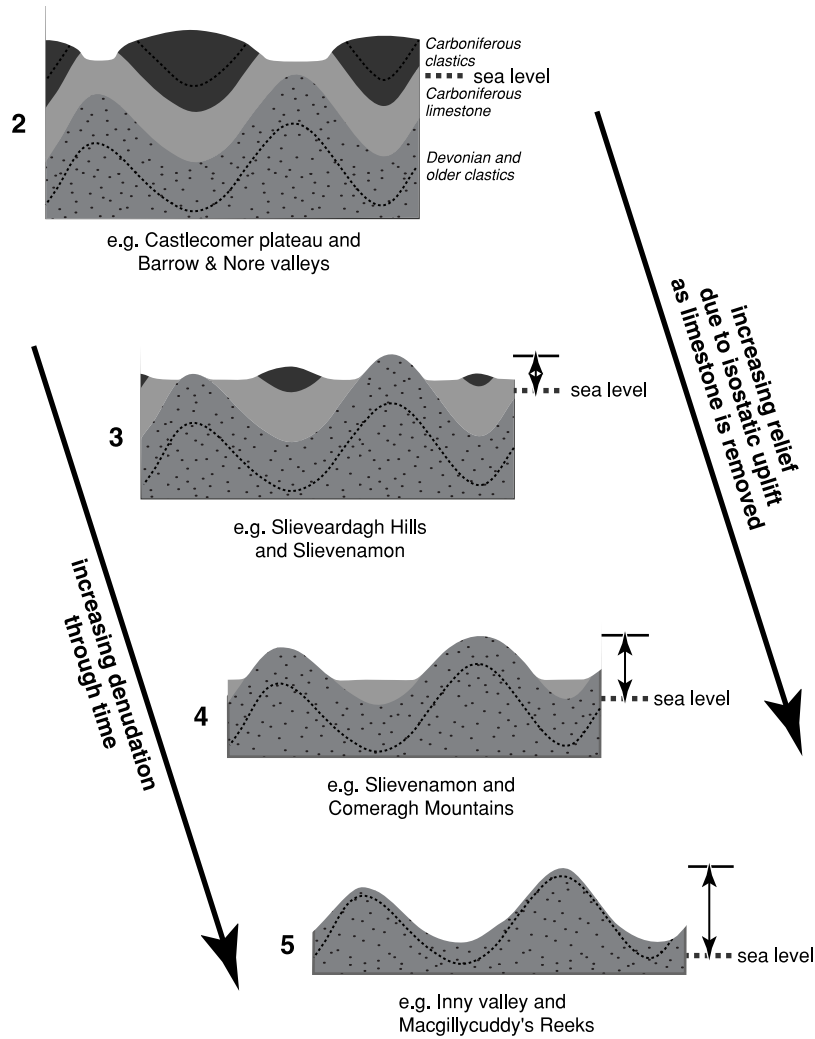 Carboniferous
clastics
sea level
Carboniferous
limestone
2
Devonian and
older clastics
e.g. Castlecomer plateau and
Barrow & Nore valleys
increasing relief
due to isostatic uplift
as limestone is removed
sea level
3
e.g. Slieveardagh Hills
and Slievenamon
increasing denudation
through time
sea level
4
e.g. Slievenamon and
Comeragh Mountains
5
sea level
e.g. Inny valley and
Macgillycuddy's Reeks